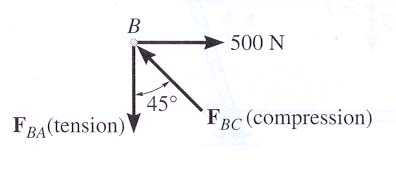 B
500 N
45°
F_BA (tension)
F_BC (compression)